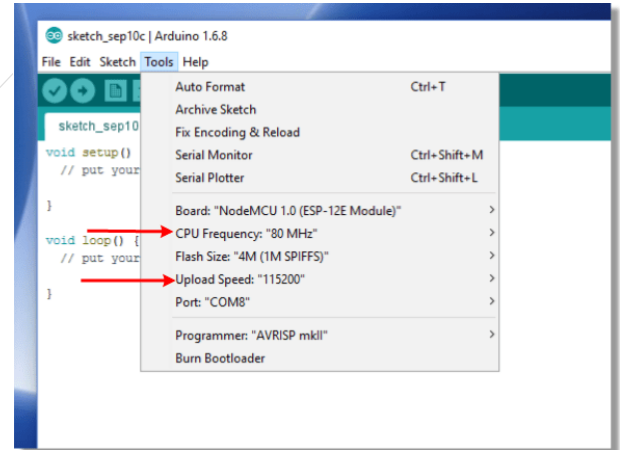 sketch_sep10c | Arduino 1.6.8
File Edit Sketch Tools Help
sketch_sep10
void setup()
// put your
}
void loop() {
// put your
}
Auto Format Ctrl+T
Archive Sketch
Fix Encoding & Reload
Serial Monitor Ctrl+Shift+M
Serial Plotter Ctrl+Shift+L
Board: "NodeMCU 1.0 (ESP-12E Module)"
CPU Frequency: "80 MHz"
Flash Size: "4M (1M SPIFFS)"
Upload Speed: "115200"
Port: "COM8"
Programmer: "AVRISP mkII"
Burn Bootloader